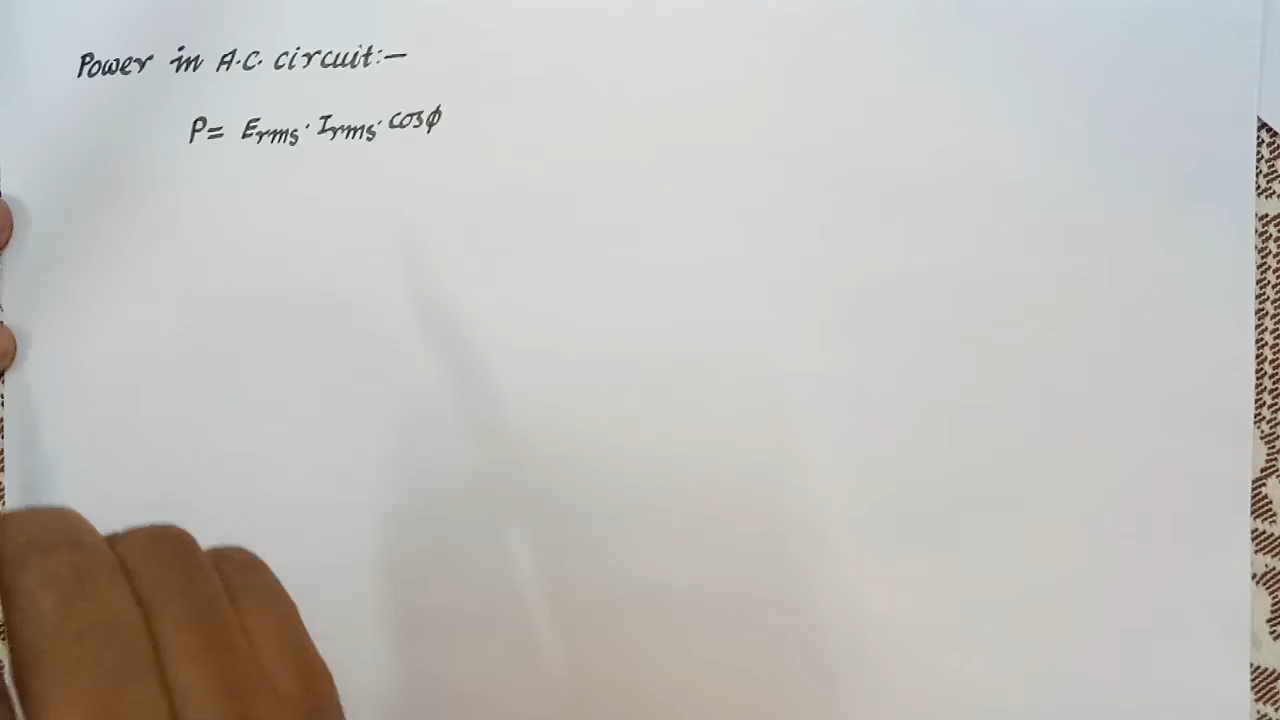 Power in A.C. circuit:-
P= Erms. Irms. cosϕ